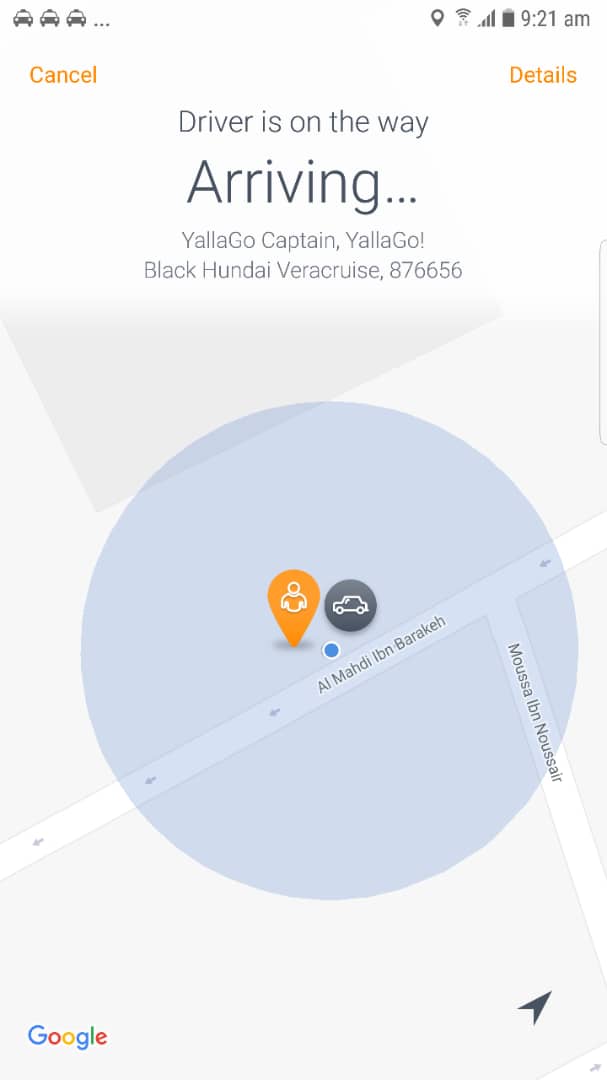 ... 9:21 am
Cancel Details
Driver is on the way
Arriving...
YallaGo Captain, YallaGo!
Black Hundai Veracruise, 876656
Al Mahdi Ibn Barakeh
Moussa Ibn Noussair
Google